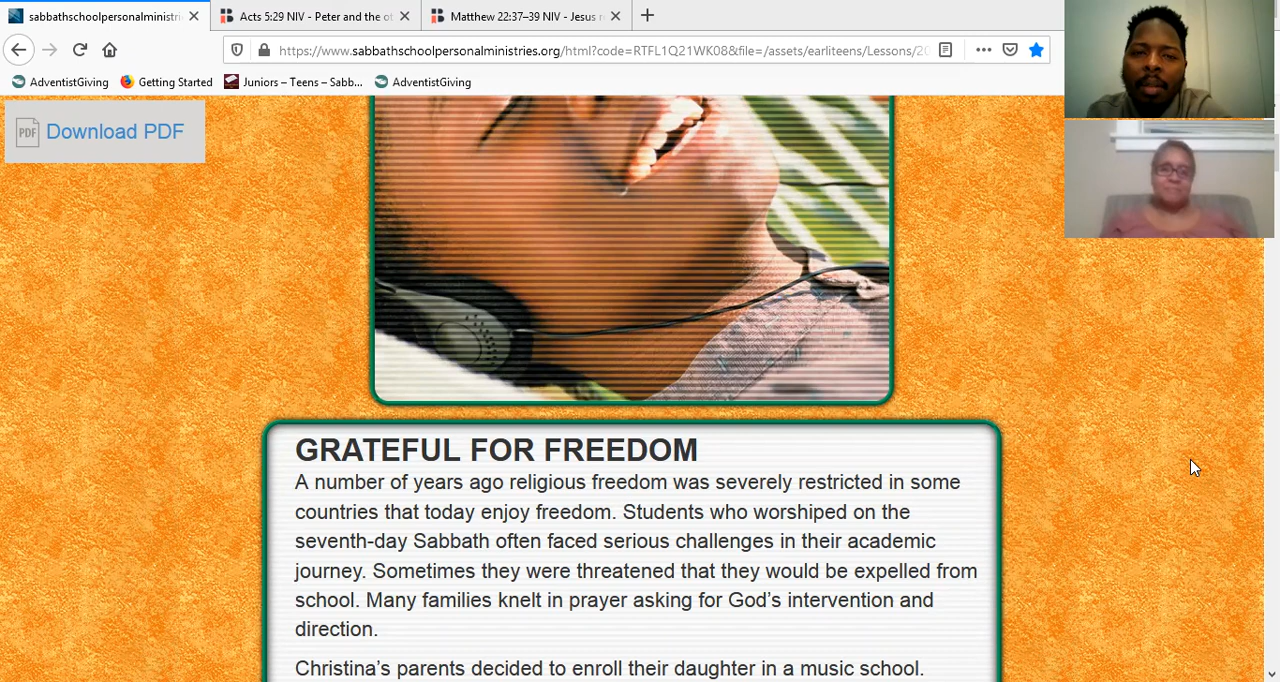 sabbathschoolpersonalministri
Acts 5:29 NIV - Peter and the ot
Matthew 22:37–39 NIV - Jesus r
https://www.sabbathschoolpersonalministries.org/html?code=RTFL1Q21WK08&file=/assets/earliteens/Lessons/20
AdventistGiving
Getting Started
Juniors – Teens – Sabb...
AdventistGiving
PDF Download PDF
GRATEFUL FOR FREEDOM
A number of years ago religious freedom was severely restricted in some
countries that today enjoy freedom. Students who worshiped on the
seventh-day Sabbath often faced serious challenges in their academic
journey. Sometimes they were threatened that they would be expelled from
school. Many families knelt in prayer asking for God's intervention and
direction.
Christina's parents decided to enroll their daughter in a music school.